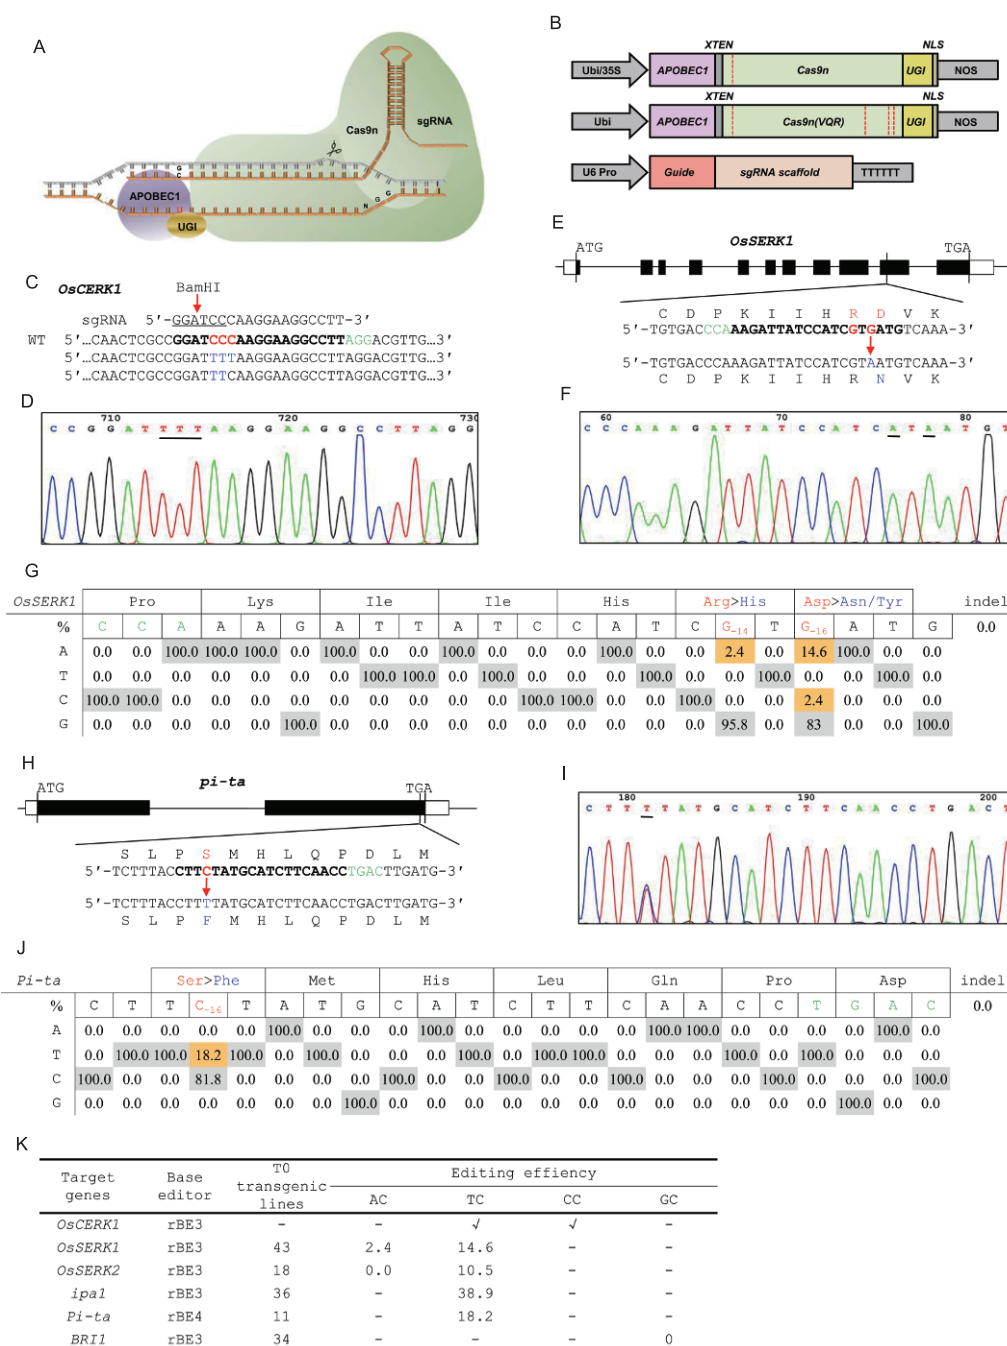 A
Cas9n
sgRNA
G
C
APOBEC1
UGI
N
G
G
B
XTEN
NLS
Ubi/35S
APOBEC1
Cas9n
UGI
NOS
XTEN
NLS
Ubi
APOBEC1
Cas9n(VQR)
UGI
NOS
U6 Pro
Guide
sgRNA scaffold
TTTTTT
C
OsCERK1
BamHI
sgRNA 5′-GGATCCCAAGGAAGGCCTT-3′
WT 5′...CAACTCGCCGGATCCCAAGGAAGGCCTTAGGACGTTG...3′
5′...CAACTCGCCGGATTTTAAGGAAGGCCTTAGGACGTTG...3′
5′...CAACTCGCCGGATTTCAAGGAAGGCCTTAGGACGTTG...3′
D
710 720 730
C C G G A T T T T A A G G A A G G C C T T A G G
E
OsSERK1
ATG
TGA
C D P K I I H R D V K
5′-TGTGACCCAAAGATTATCCATCGTGATGTCAAA-3′
5′-TGTGACCCAAAGATTATCCATCGTAATGTCAAA-3′
C D P K I I H R N V K
F
60 70 80
C C C A A A G A T T A T C C A T C A T A A T G T
G
OsSERK1 Pro Lys Ile Ile His Arg>His Asp>Asn/Tyr indel
% C C A A A G A T T A T C C A T C G-14 T G-16 A T G 0.0
A 0.0 0.0 100.0 100.0 100.0 0.0 100.0 0.0 0.0 100.0 0.0 0.0 0.0 100.0 0.0 0.0 2.4 0.0 14.6 100.0 0.0 0.0
T 0.0 0.0 0.0 0.0 0.0 0.0 0.0 100.0 100.0 0.0 100.0 0.0 0.0 0.0 100.0 0.0 0.0 100.0 0.0 0.0 100.0 0.0
C 100.0 100.0 0.0 0.0 0.0 0.0 0.0 0.0 0.0 0.0 0.0 100.0 100.0 0.0 0.0 100.0 0.0 0.0 2.4 0.0 0.0 0.0
G 0.0 0.0 0.0 0.0 0.0 100.0 0.0 0.0 0.0 0.0 0.0 0.0 0.0 0.0 0.0 0.0 95.8 0.0 83 0.0 0.0 100.0
H
pi-ta
ATG
TGA
S L P S M H L Q P D L M
5′-TCTTTACCTTCTATGCATCTTCAACCTGACTTGATG-3′
5′-TCTTTACCTTTTATGCATCTTCAACCTGACTTGATG-3′
S L P F M H L Q P D L M
I
180 190 200
C T T T T A T G C A T C T T C A A C C T G A C T
J
Pi-ta Ser>Phe Met His Leu Gln Pro Asp indel
% C T T C-16 T A T G C A T C T T C A A C C T G A C 0.0
A 0.0 0.0 0.0 0.0 0.0 100.0 0.0 0.0 0.0 100.0 0.0 0.0 0.0 0.0 0.0 100.0 100.0 0.0 0.0 0.0 0.0 100.0 0.0
T 0.0 100.0 100.0 18.2 100.0 0.0 100.0 0.0 0.0 0.0 100.0 0.0 100.0 100.0 0.0 0.0 0.0 100.0 0.0 100.0 0.0 0.0 0.0
C 100.0 0.0 0.0 81.8 0.0 0.0 0.0 0.0 100.0 0.0 0.0 100.0 0.0 0.0 100.0 0.0 0.0 0.0 100.0 0.0 0.0 0.0 100.0
G 0.0 0.0 0.0 0.0 0.0 0.0 0.0 100.0 0.0 0.0 0.0 0.0 0.0 0.0 0.0 0.0 0.0 0.0 0.0 0.0 100.0 0.0 0.0
K
Target genes Base editor T0 transgenic lines Editing effiency
AC TC CC GC
OsCERK1 rBE3 - - √ √ -
OsSERK1 rBE3 43 2.4 14.6 - -
OsSERK2 rBE3 18 0.0 10.5 - -
ipa1 rBE3 36 - 38.9 - -
Pi-ta rBE4 11 - 18.2 - -
BRI1 rBE3 34 - - - 0